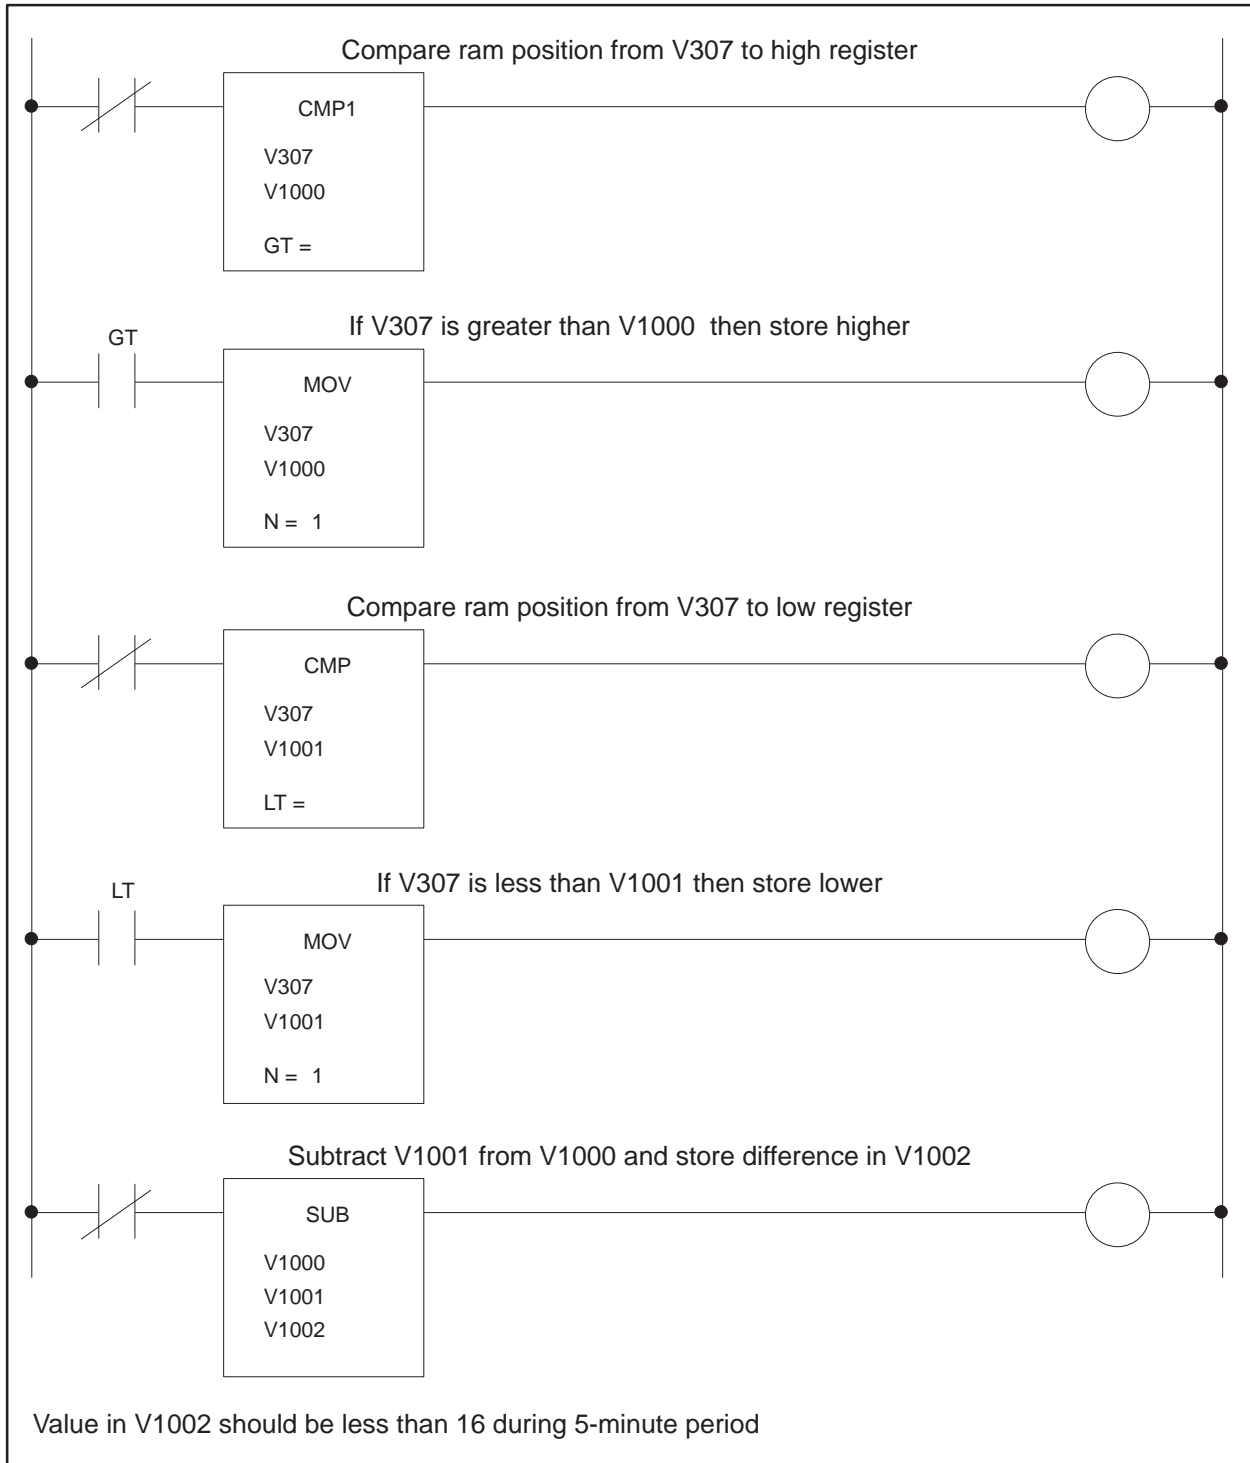 Compare ram position from V307 to high register
CMP1
V307
V1000
GT =
If V307 is greater than V1000 then store higher
GT
MOV
V307
V1000
N = 1
Compare ram position from V307 to low register
CMP
V307
V1001
LT =
If V307 is less than V1001 then store lower
LT
MOV
V307
V1001
N = 1
Subtract V1001 from V1000 and store difference in V1002
SUB
V1000
V1001
V1002
Value in V1002 should be less than 16 during 5-minute period